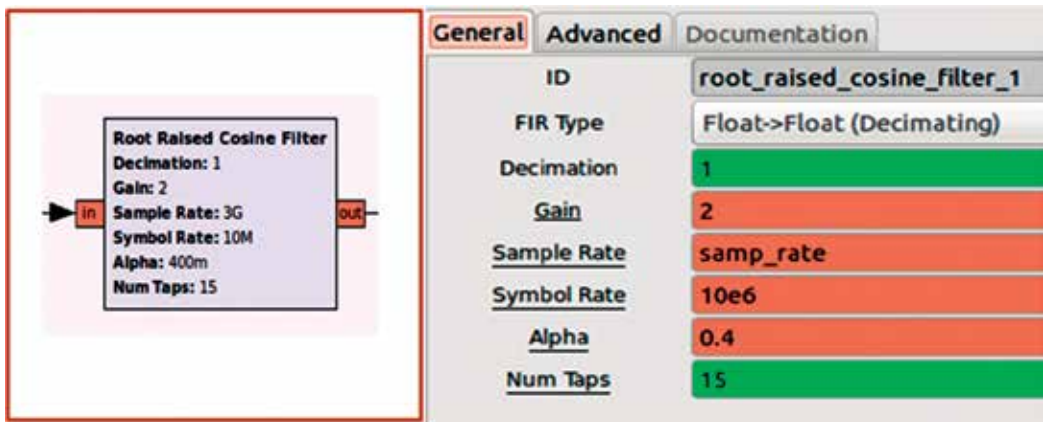 Root Raised Cosine Filter
Decimation: 1
Gain: 2
Sample Rate: 3G
Symbol Rate: 10M
Alpha: 400m
Num Taps: 15
in
out
General Advanced Documentation
ID root_raised_cosine_filter_1
FIR Type Float->Float (Decimating)
Decimation 1
Gain 2
Sample Rate samp_rate
Symbol Rate 10e6
Alpha 0.4
Num Taps 15